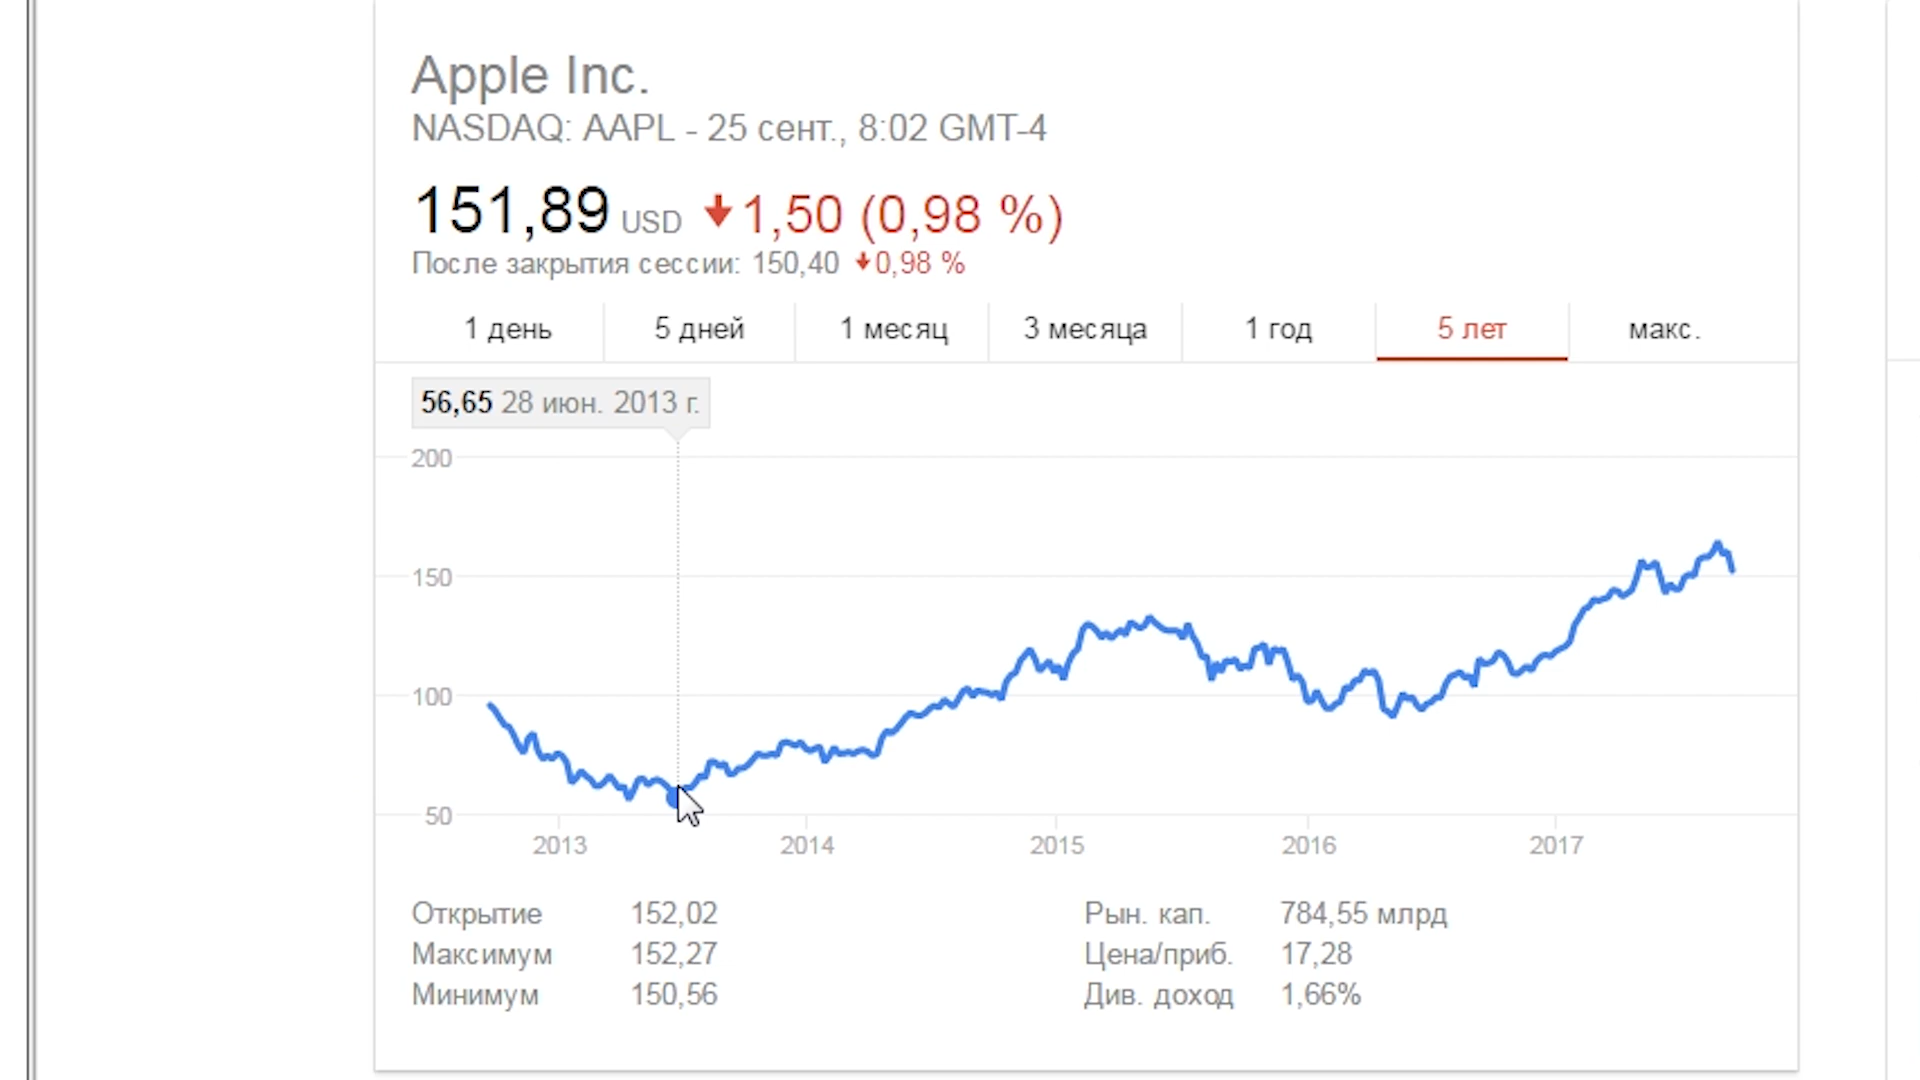 Apple Inc.
NASDAQ: AAPL - 25 сент., 8:02 GMT-4
151,89 USD 1,50 (0,98 %)
После закрытия сессии: 150,40 0,98 %
1 день 5 дней 1 месяц 3 месяца 1 год 5 лет макс.
56,65 28 июн. 2013 г.
200
150
100
50
2013 2014 2015 2016 2017
Открытие 152,02 Рын. кап. 784,55 млрд
Максимум 152,27 Цена/приб. 17,28
Минимум 150,56 Див. доход 1,66%